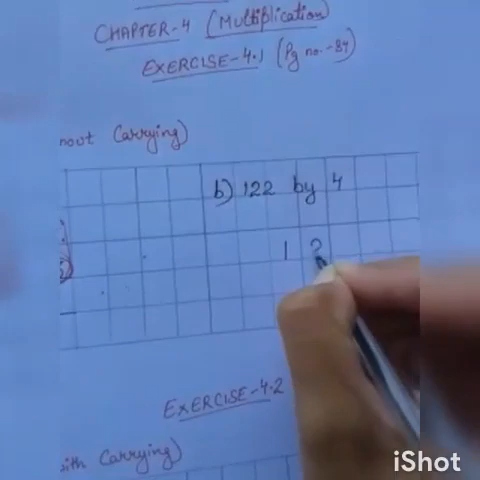 CHAPTER-4 (Multiplication)
EXERCISE-4.1 (Pg no.-84)
out Carrying)
b) 122 by 4
1 2
EXERCISE-4.2
ith Carrying)
iShot